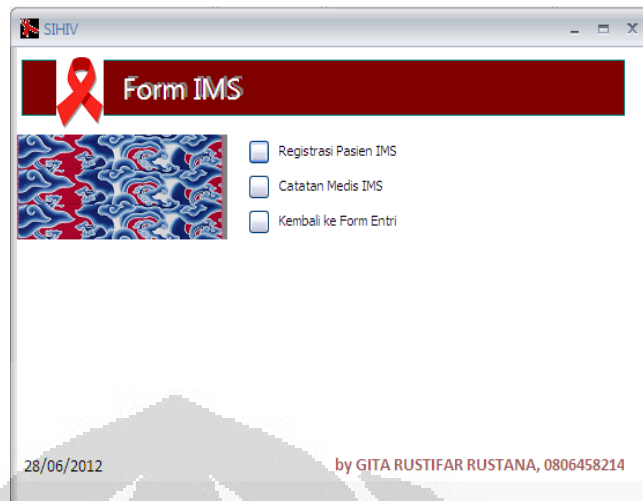 SIHIV
Form IMS
Registrasi Pasien IMS
Catatan Medis IMS
Kembali ke Form Entri
28/06/2012
by GITA RUSTIFAR RUSTANA, 0806458214